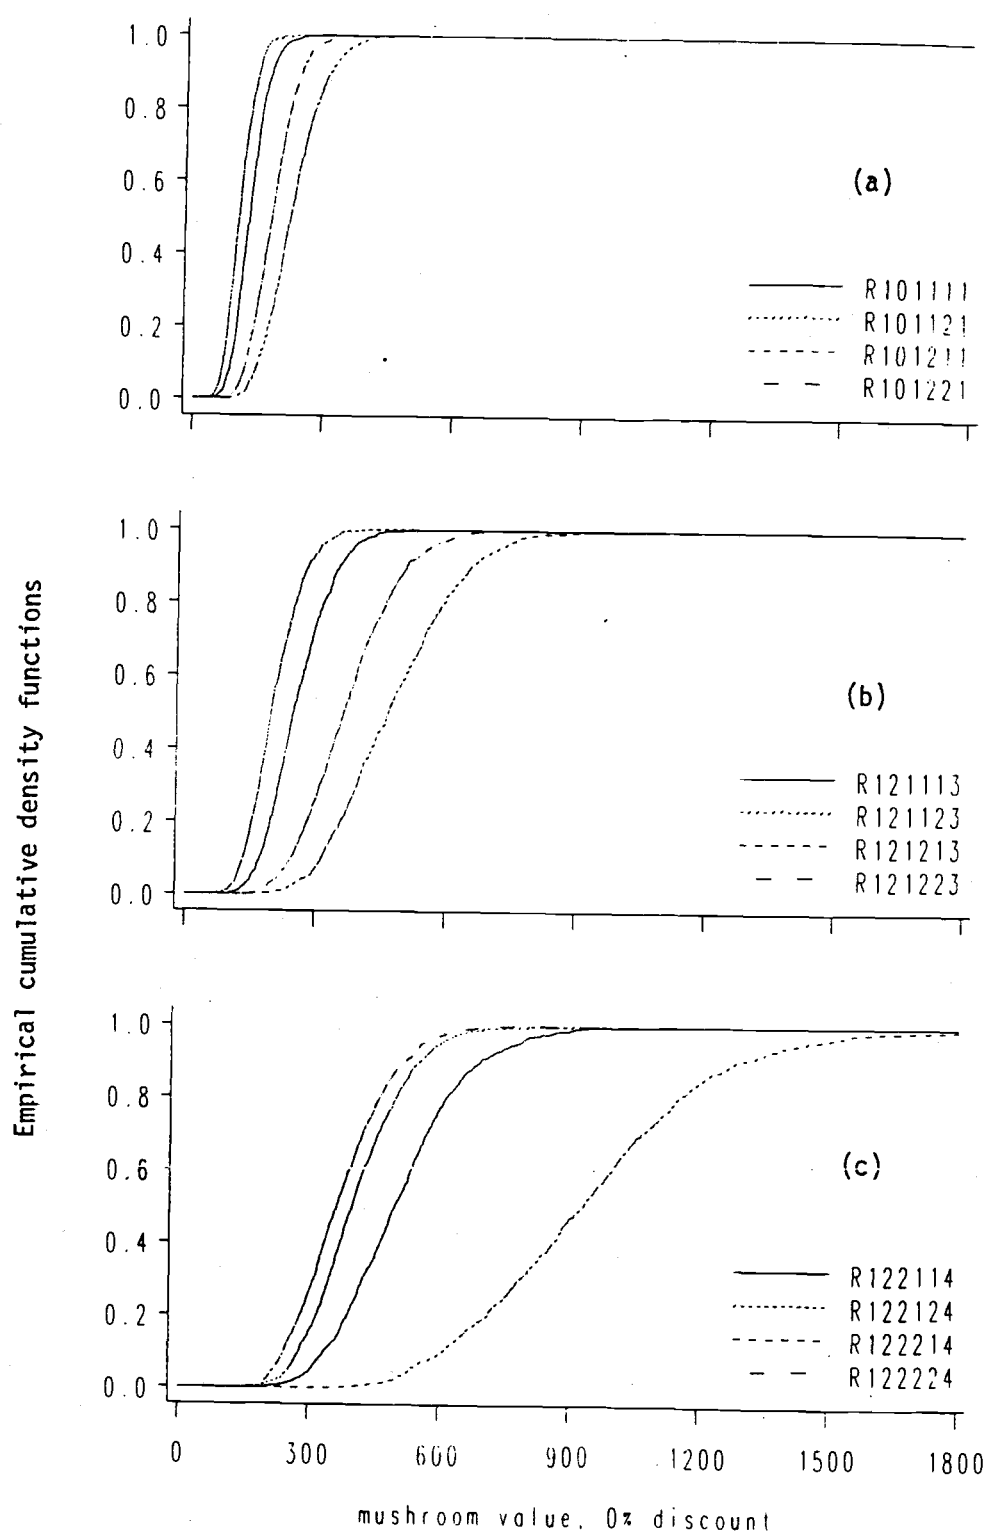 Empirical cumulative density functions
1.0
0.8
0.6
0.4
0.2
0.0
(a)
R101111
R101121
R101211
R101221
1.0
0.8
0.6
0.4
0.2
0.0
(b)
R121113
R121123
R121213
R121223
1.0
0.8
0.6
0.4
0.2
0.0
(c)
R122114
R122124
R122214
R122224
0 300 600 900 1200 1500 1800
mushroom value, 0% discount